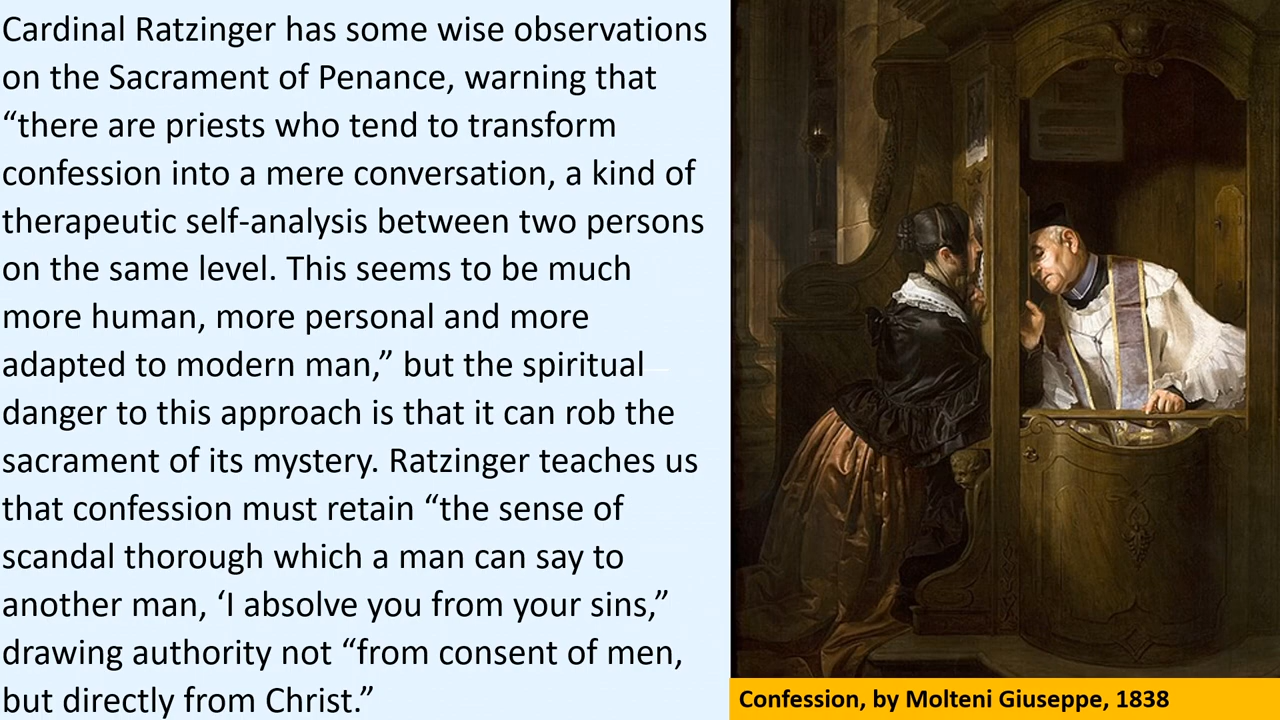 Cardinal Ratzinger has some wise observations
on the Sacrament of Penance, warning that
“there are priests who tend to transform
confession into a mere conversation, a kind of
therapeutic self-analysis between two persons
on the same level. This seems to be much
more human, more personal and more
adapted to modern man,” but the spiritual
danger to this approach is that it can rob the
sacrament of its mystery. Ratzinger teaches us
that confession must retain “the sense of
scandal thorough which a man can say to
another man, ‘I absolve you from your sins,”
drawing authority not “from consent of men,
but directly from Christ.”
Confession, by Molteni Giuseppe, 1838